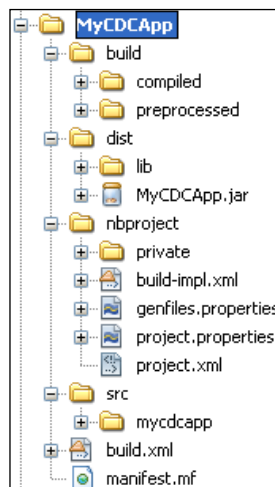 MyCDCApp
build
compiled
preprocessed
dist
lib
MyCDCApp.jar
nbproject
private
build-impl.xml
genfiles.properties
project.properties
project.xml
src
mycdcapp
build.xml
manifest.mf